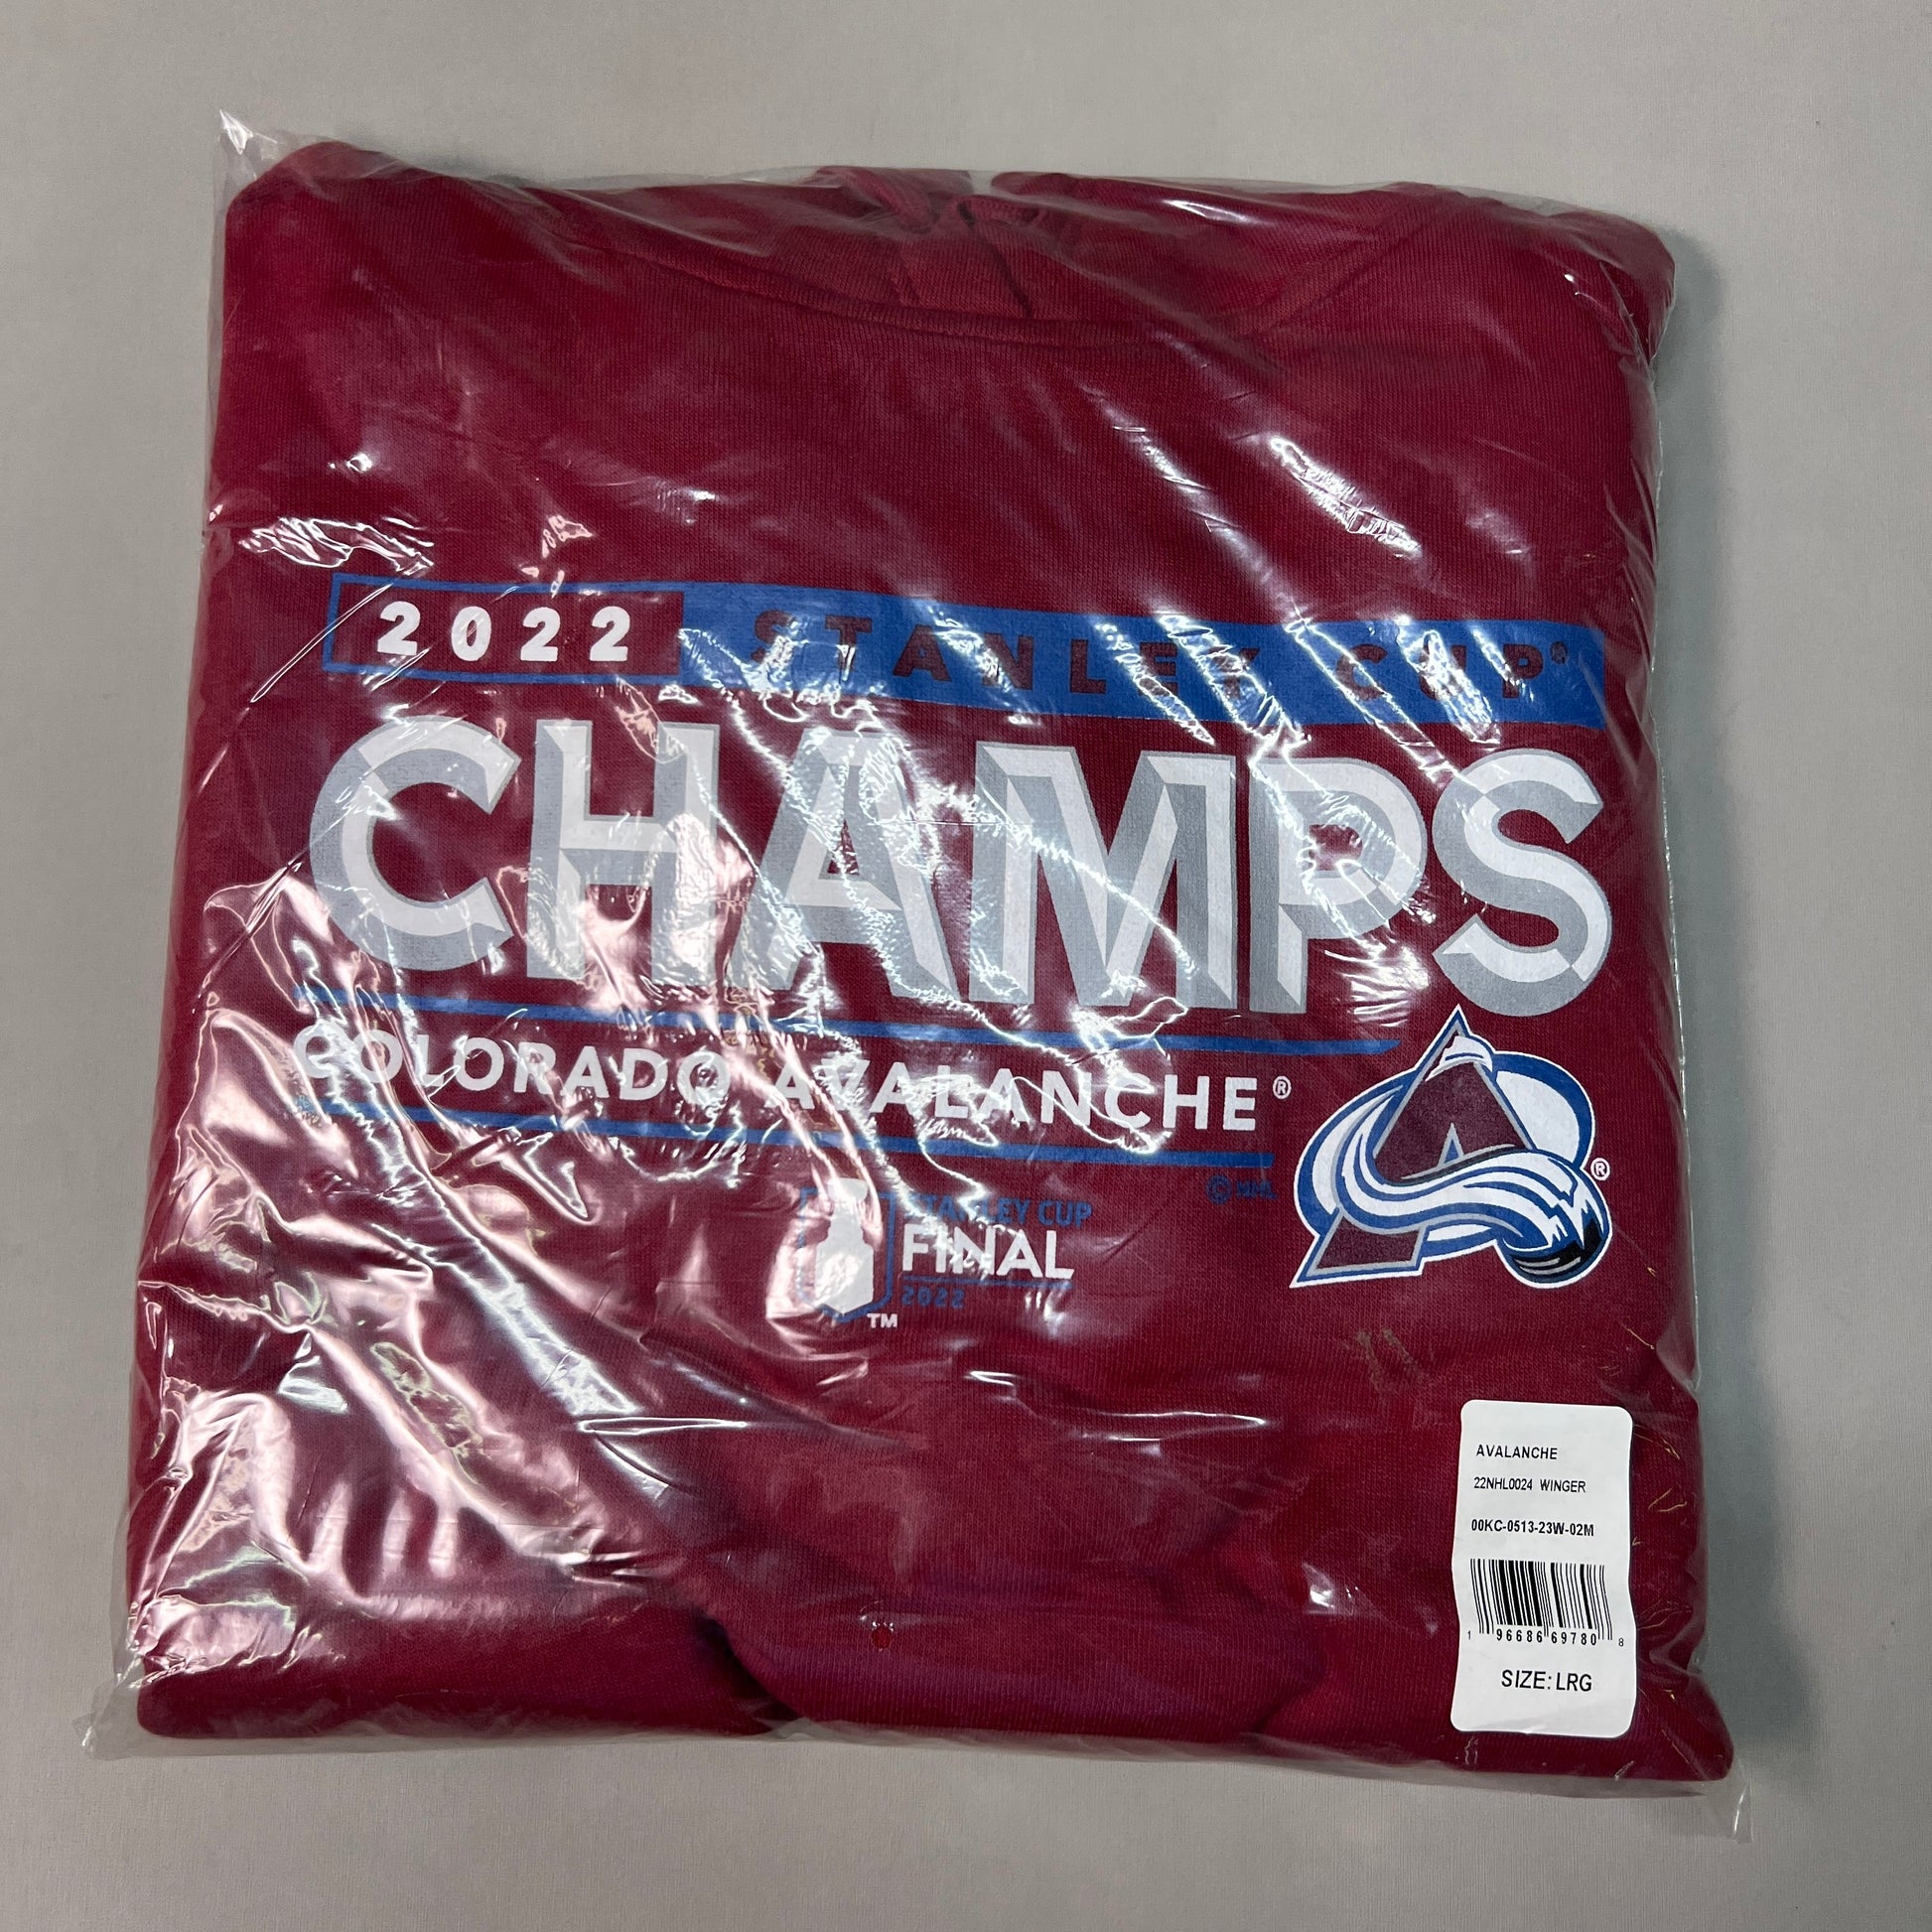 2022 STANLEY CUP®
CHAMPS
COLORADO AVALANCHE®
© NHL
®
STANLEY CUP
FINAL
2022
TM
AVALANCHE
22NHL0024 WINGER
00KC-0513-23W-02M
1 96686 69780 8
SIZE: LRG